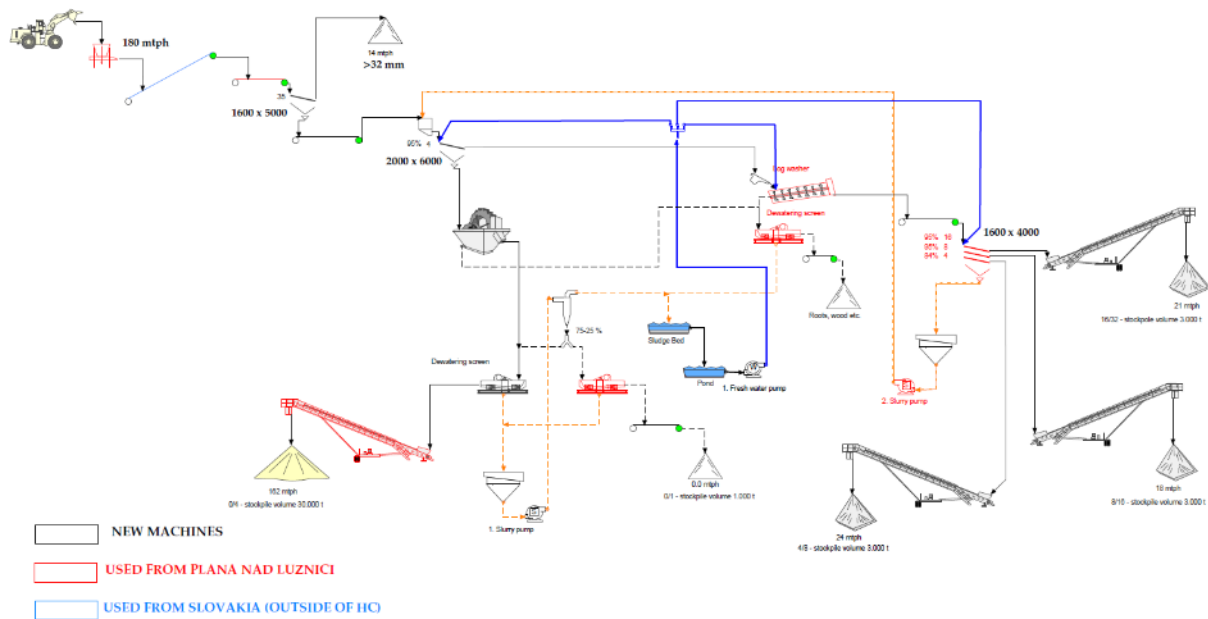 180 mtph
14 mtph
>32 mm
1600 x 5000
95% 4
2000 x 6000
Log washer
Dewatering screen
1600 x 4000
95% 16
95% 8
84% 4
Roots, wood etc.
21 mtph
16/32 - stockpile volume 3.000 t
75-25 %
Sludge Bed
Pond
1. Fresh water pump
Dewatering screen
2. Slurry pump
162 mtph
0/4 - stockpile volume 30.000 t
0.0 mtph
0/1 - stockpile volume 1.000 t
1. Slurry pump
18 mtph
8/16 - stockpile volume 3.000 t
24 mtph
4/8 - stockpile volume 3.000 t
NEW MACHINES
USED FROM PLANA NAD LUZNICI
USED FROM SLOVAKIA (OUTSIDE OF HC)